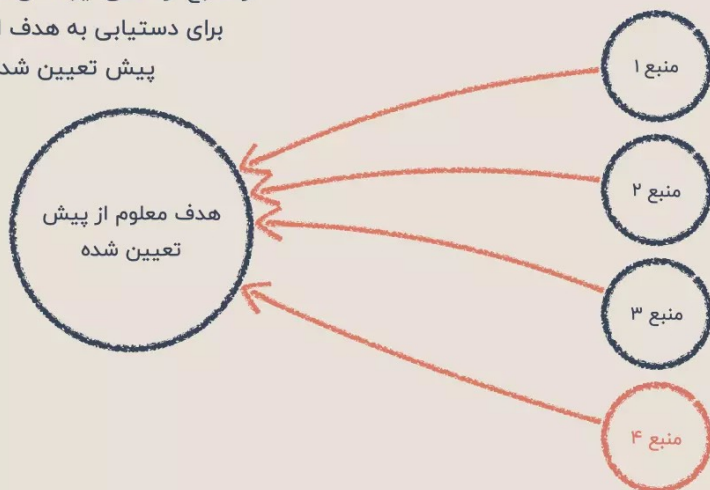 برای دستیابی به هدف
پیش تعیین شد
منبع ۱
منبع ۲
منبع ۳
منبع ۴
هدف معلوم از پیش
تعیین شده